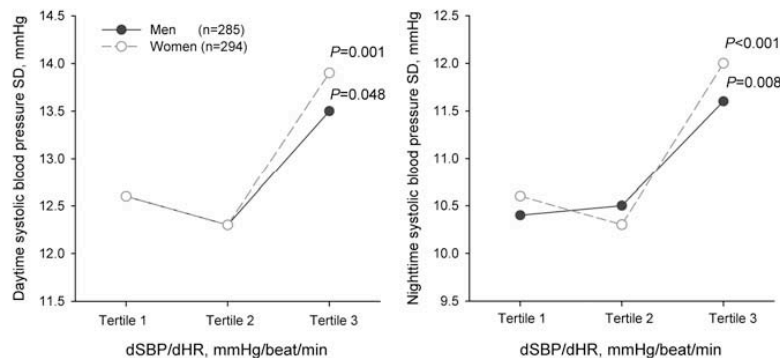 Daytime systolic blood pressure SD, mmHg
14.5
14.0
13.5
13.0
12.5
12.0
11.5
Men (n=285)
Women (n=294)
P=0.001
P=0.048
Tertile 1 Tertile 2 Tertile 3
dSBP/dHR, mmHg/beat/min
Nighttime systolic blood pressure SD, mmHg
12.5
12.0
11.5
11.0
10.5
10.0
9.5
P<0.001
P=0.008
Tertile 1 Tertile 2 Tertile 3
dSBP/dHR, mmHg/beat/min